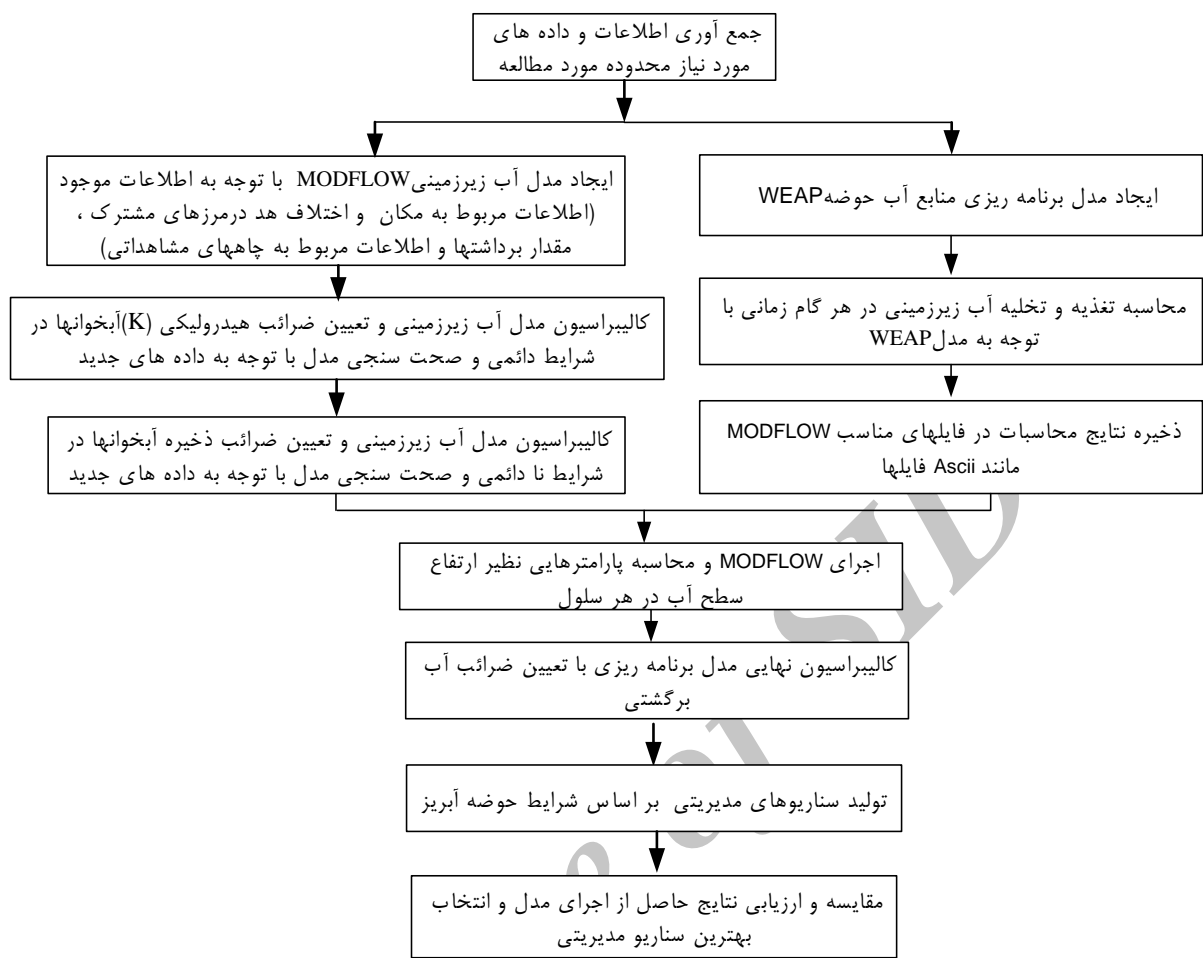 جمع آوری اطلاعات و داده های
مورد نیاز محدوده مورد مطالعه
ایجاد مدل آب زیرزمینیMODFLOW با توجه به اطلاعات موجود
(اطلاعات مربوط به مکان و اختلاف هد درمرزهای مشترک ،
مقدار برداشتها و اطلاعات مربوط به چاههای مشاهداتی)
ایجاد مدل برنامه ریزی منابع آب حوضهWEAP
کالیبراسیون مدل آب زیرزمینی و تعیین ضرائب هیدرولیکی (K)آبخوانها در
شرایط دائمی و صحت سنجی مدل با توجه به داده های جدید
محاسبه تغذیه و تخلیه آب زیرزمینی در هر گام زمانی با
توجه به مدلWEAP
کالیبراسیون مدل آب زیرزمینی و تعیین ضرائب ذخیره آبخوانها در
شرایط نا دائمی و صحت سنجی مدل با توجه به داده های جدید
ذخیره نتایج محاسبات در فایلهای مناسب MODFLOW
مانند Ascii فایلها
اجرای MODFLOW و محاسبه پارامترهایی نظیر ارتفاع
سطح آب در هر سلول
کالیبراسیون نهایی مدل برنامه ریزی با تعیین ضرائب آب
برگشتی
تولید سناریوهای مدیریتی بر اساس شرایط حوضه آبریز
مقایسه و ارزیابی نتایج حاصل از اجرای مدل و انتخاب
بهترین سناریو مدیریتی
of SID